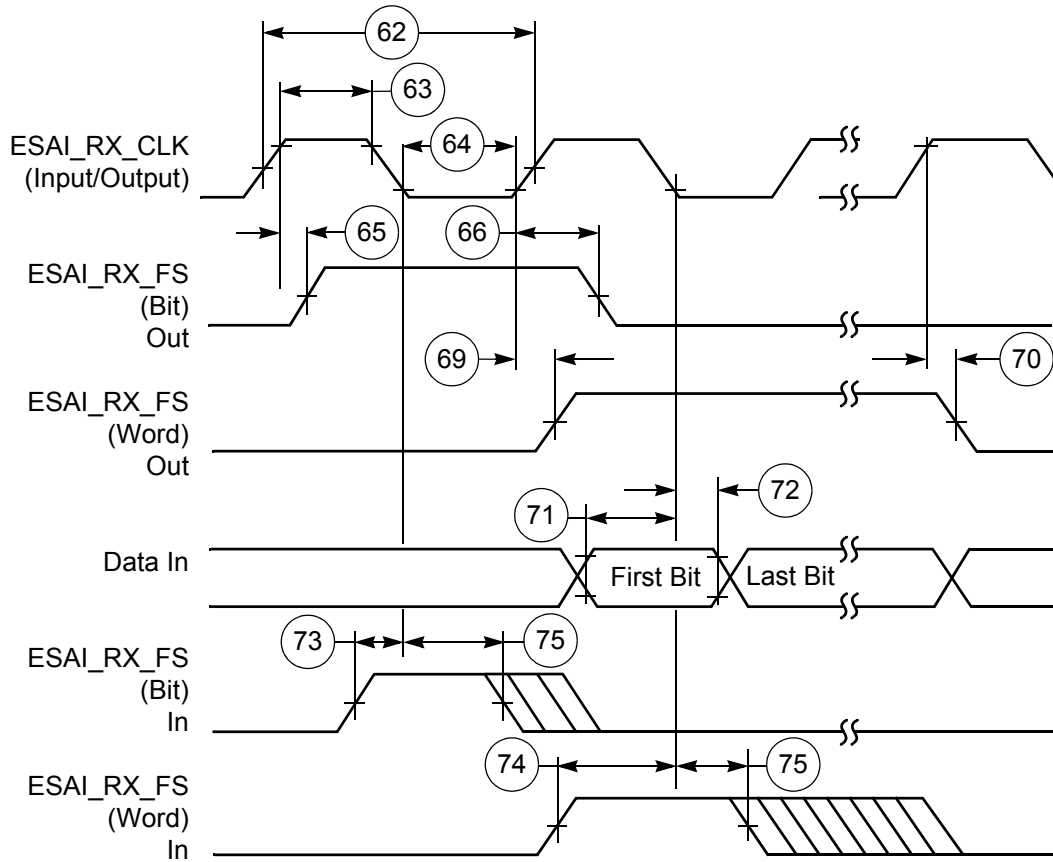 62
63
ESAI_RX_CLK
(Input/Output)
64
65
66
ESAI_RX_FS
(Bit)
Out
69
70
ESAI_RX_FS
(Word)
Out
71
72
Data In
First Bit
Last Bit
73
75
ESAI_RX_FS
(Bit)
In
74
75
ESAI_RX_FS
(Word)
In